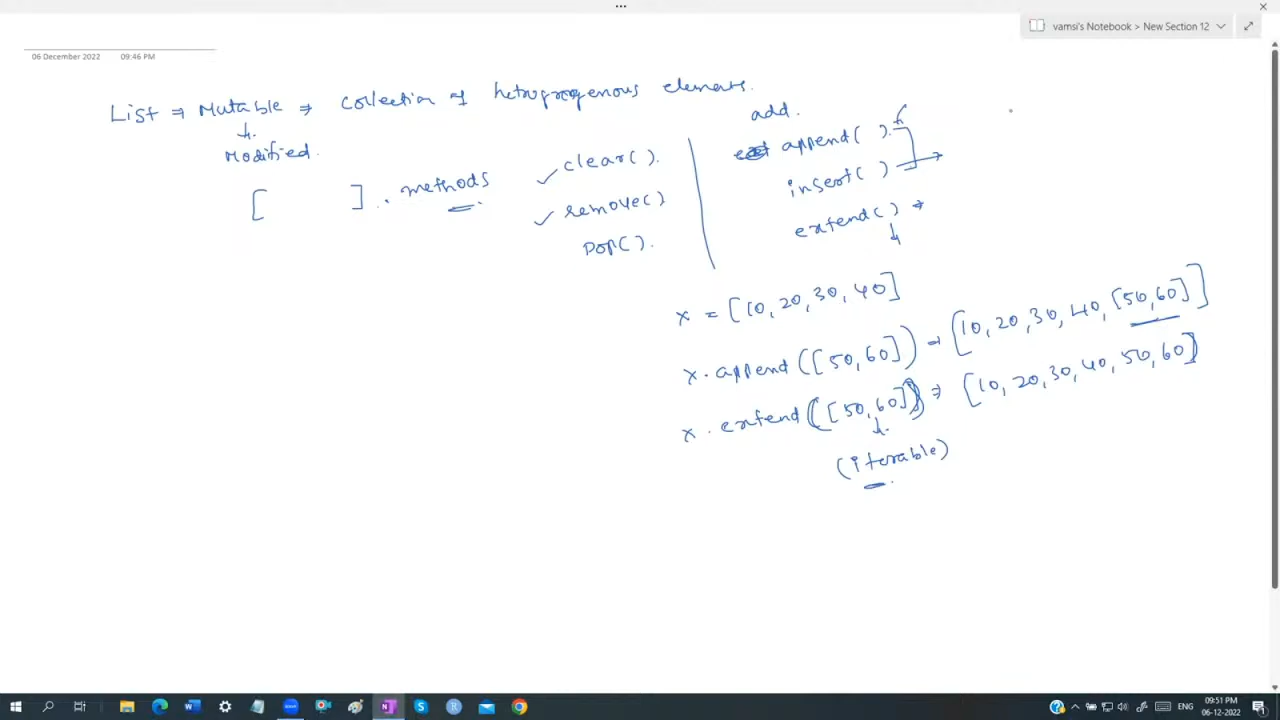 vamsi's Notebook > New Section 12
06 December 2022 09:46 PM
List ⇒ Mutable ⇒ collection of hetrogregenous elements.
Modified.
[ ] . methods
clear( ).
remove( )
pop( ).
add.
append( ).
insert( )
extend( ) ⇒
x = [10, 20, 30, 40]
x. append([50, 60]) ⇒ [10, 20, 30, 40, [50, 60]]
x. extend([50, 60]) ⇒ [10, 20, 30, 40, 50, 60]
(iterable)
ENG
09:51 PM
06-12-2022